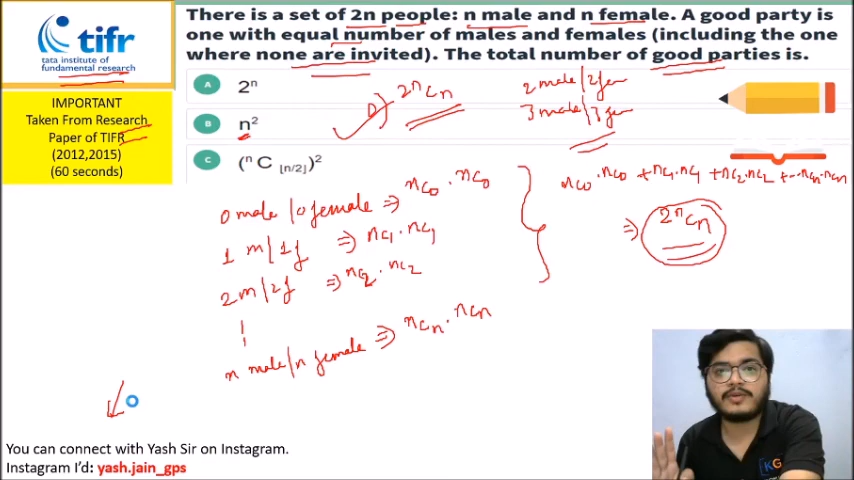 There is a set of 2n people: n male and n female. A good party is
one with equal number of males and females (including the one
where none are invited). The total number of good parties is.
tifr
tata institute of
fundamental research
A 2ⁿ
D) 2ⁿCₙ
2 male/2 fem
3 male/3 fem
B n²
C (ⁿ C ⌊n/2⌋)²
IMPORTANT
Taken From Research
Paper of TIFR
(2012,2015)
(60 seconds)
0 male/0 female ⇒ ⁿC₀ · ⁿC₀
1 m/1f ⇒ ⁿC₁ · ⁿC₁
2 m/2f ⇒ ⁿC₂ · ⁿC₂
n male/n female ⇒ ⁿCₙ · ⁿCₙ
ⁿC₀ · ⁿC₀ + ⁿC₁ · ⁿC₁ + ⁿC₂ · ⁿC₂ + ··· ⁿCₙ · ⁿCₙ
⇒ 2ⁿCₙ
You can connect with Yash Sir on Instagram.
Instagram I'd: yash.jain_gps
KG